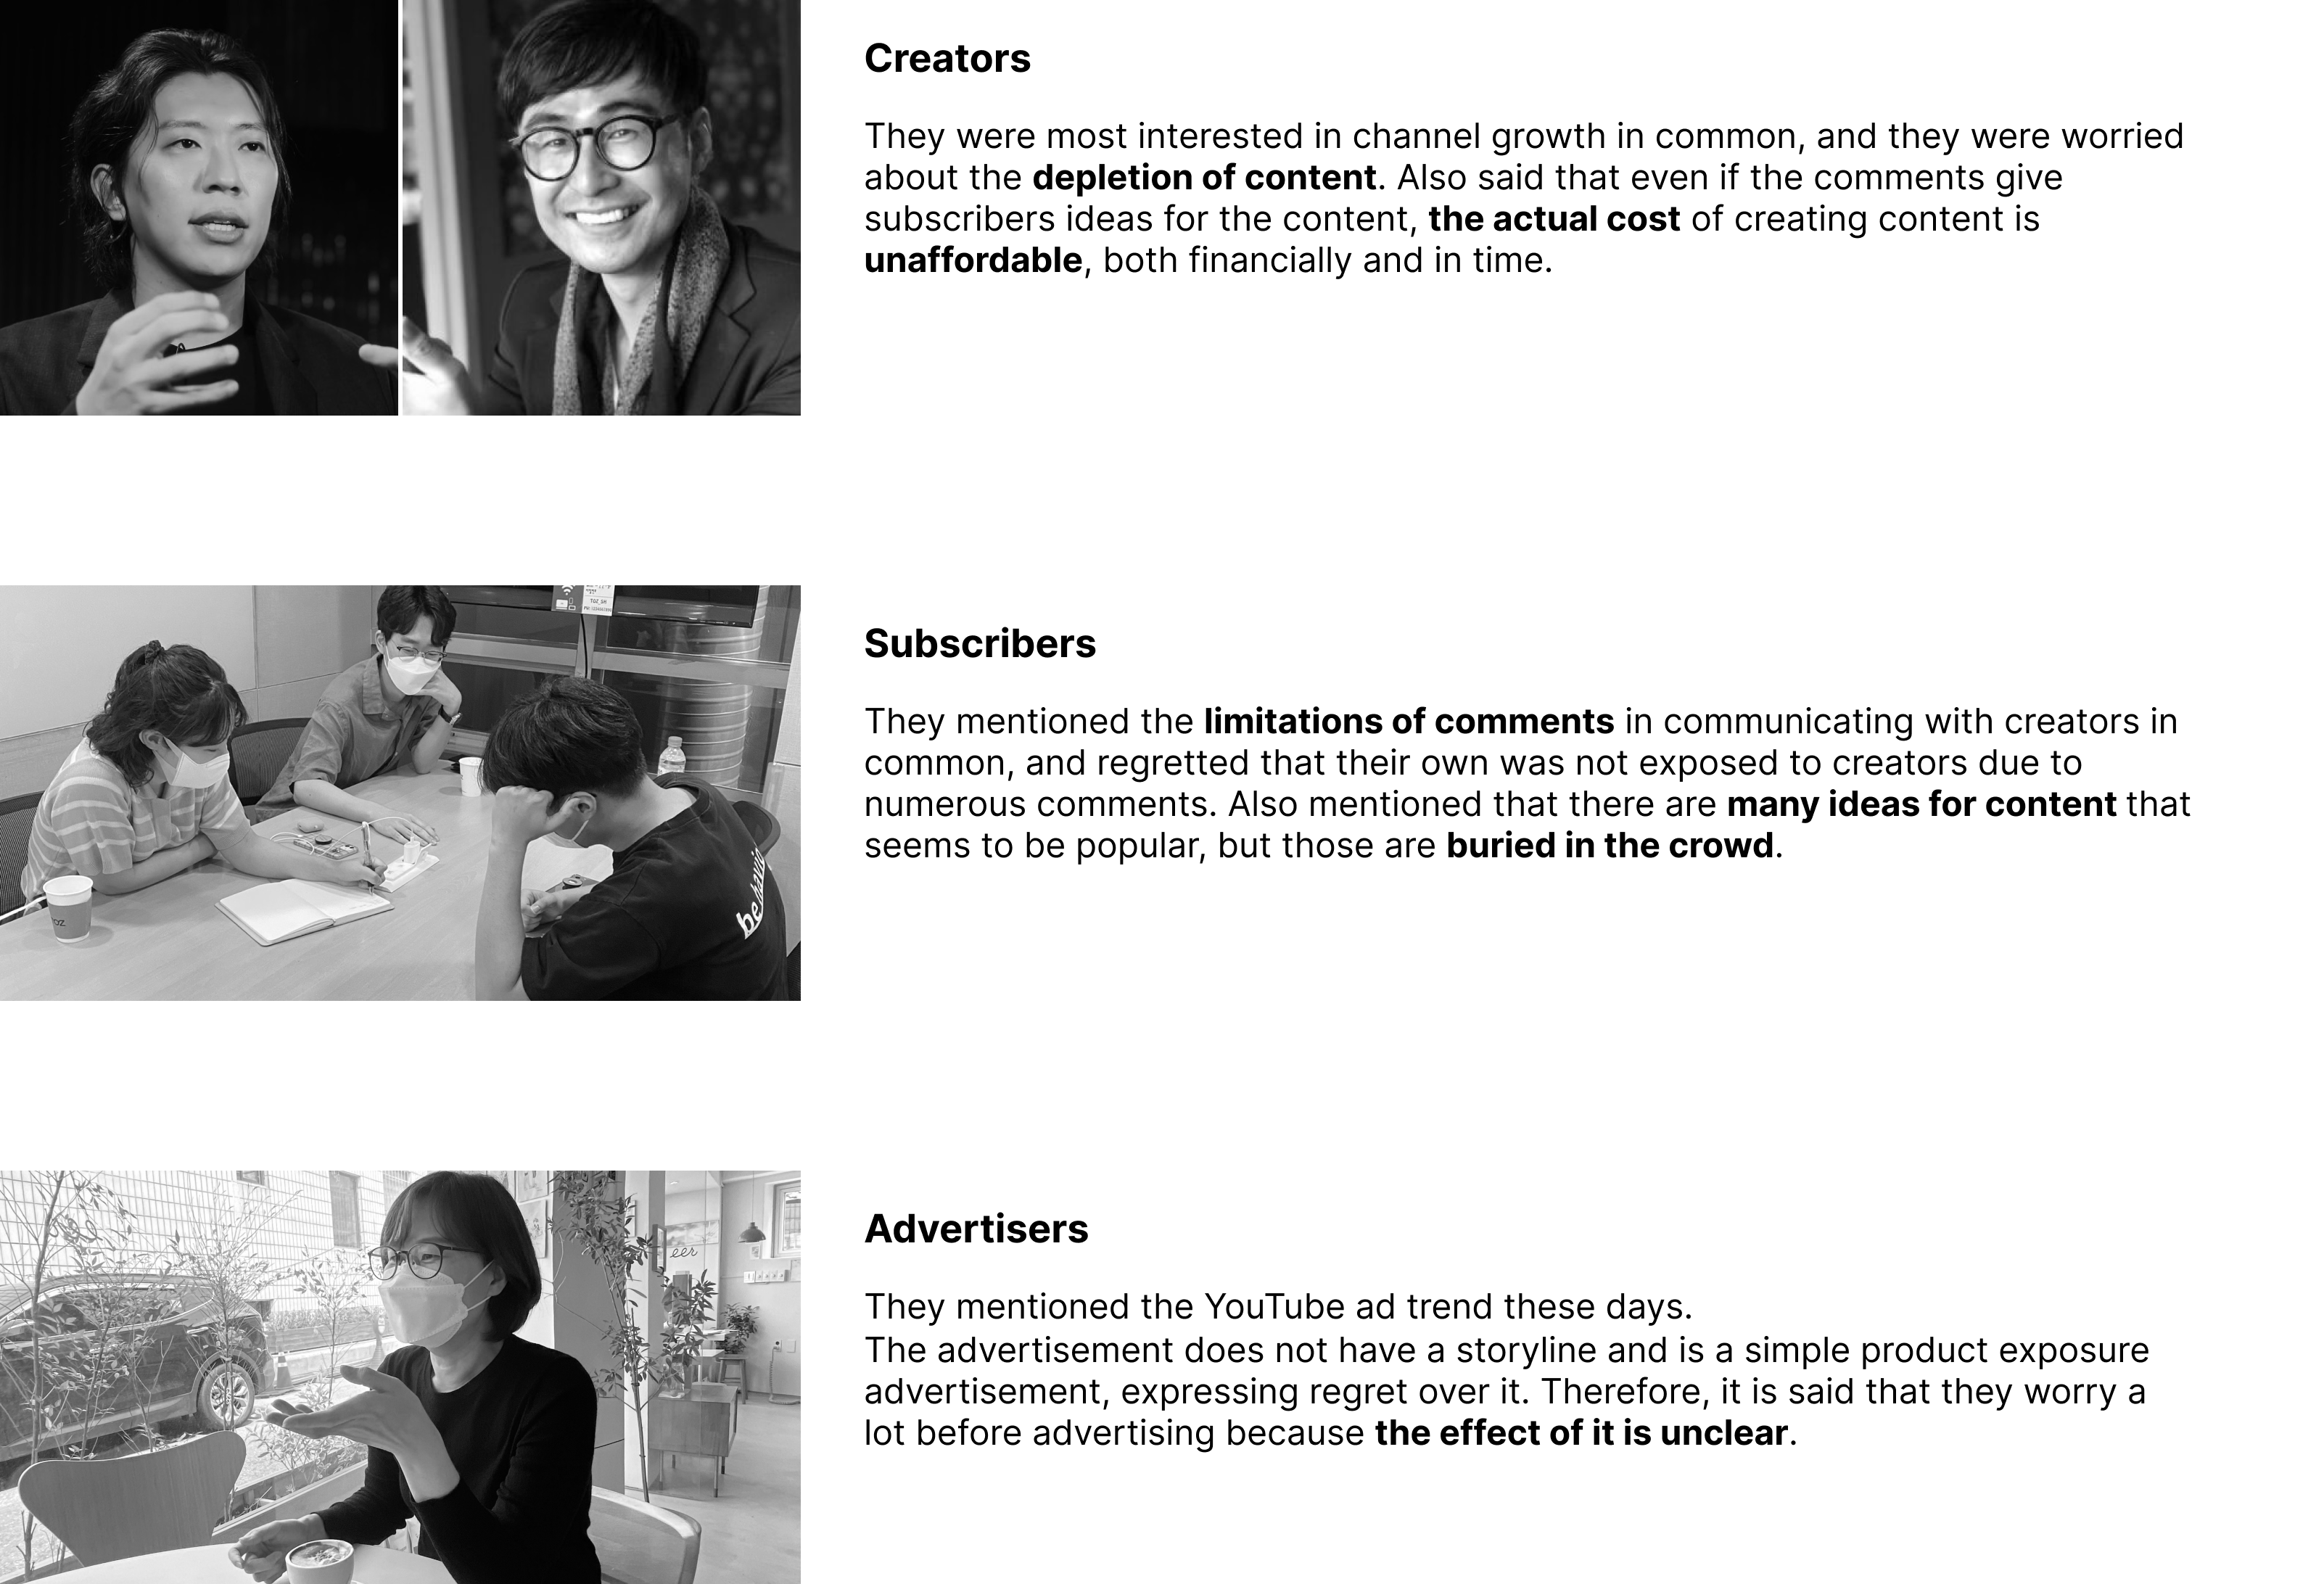 Creators
They were most interested in channel growth in common, and they were worried
about the depletion of content. Also said that even if the comments give
subscribers ideas for the content, the actual cost of creating content is
unaffordable, both financially and in time.
TOZ_SM
Subscribers
They mentioned the limitations of comments in communicating with creators in
common, and regretted that their own was not exposed to creators due to
numerous comments. Also mentioned that there are many ideas for content that
seems to be popular, but those are buried in the crowd.
be
eer
Advertisers
They mentioned the YouTube ad trend these days.
The advertisement does not have a storyline and is a simple product exposure
advertisement, expressing regret over it. Therefore, it is said that they worry a
lot before advertising because the effect of it is unclear.